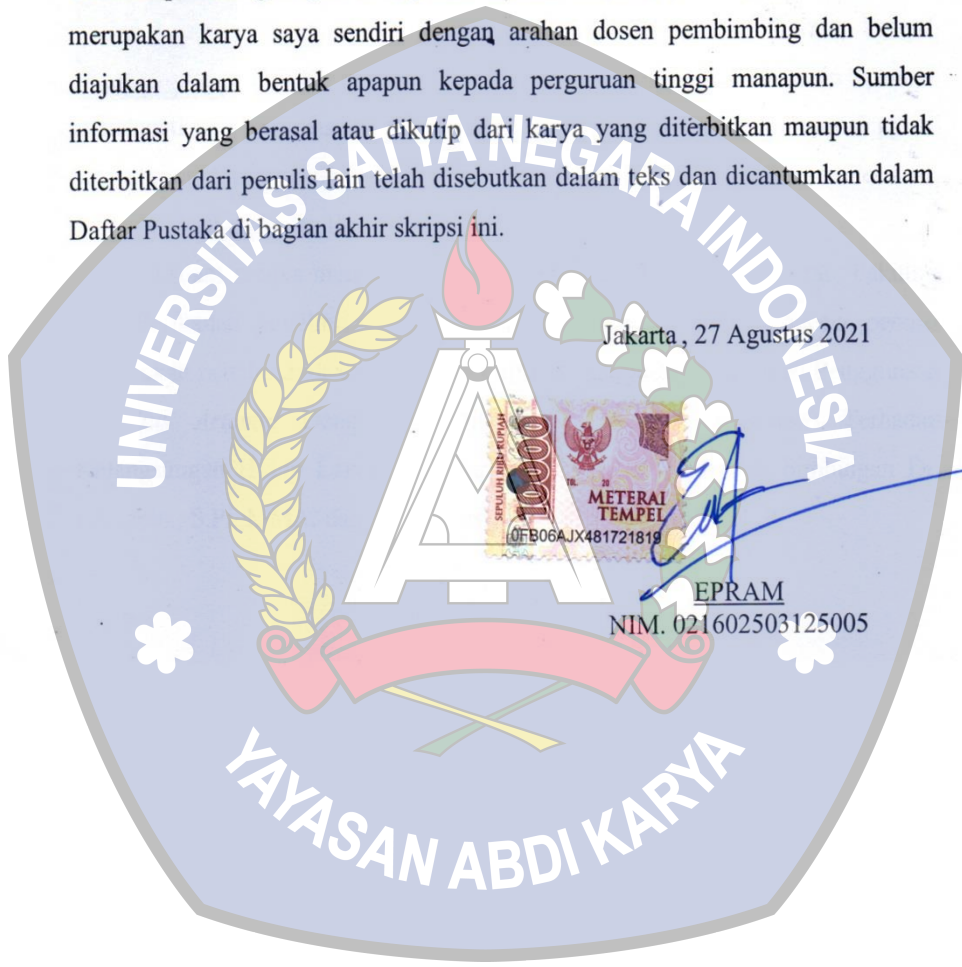 merupakan karya saya sendiri dengan arahan dosen pembimbing dan belum
diajukan dalam bentuk apapun kepada perguruan tinggi manapun. Sumber
informasi yang berasal atau dikutip dari karya yang diterbitkan maupun tidak
diterbitkan dari penulis lain telah disebutkan dalam teks dan dicantumkan dalam
Daftar Pustaka di bagian akhir skripsi ini.
UNIVERSITAS SATYA NEGARA INDONESIA
Jakarta , 27 Agustus 2021
SEPULUH RIBU RUPIAH
10000
TGL. 20
METERAI
TEMPEL
0FB06AJX481721819
EPRAM
NIM. 021602503125005
YAYASAN ABDI KARYA